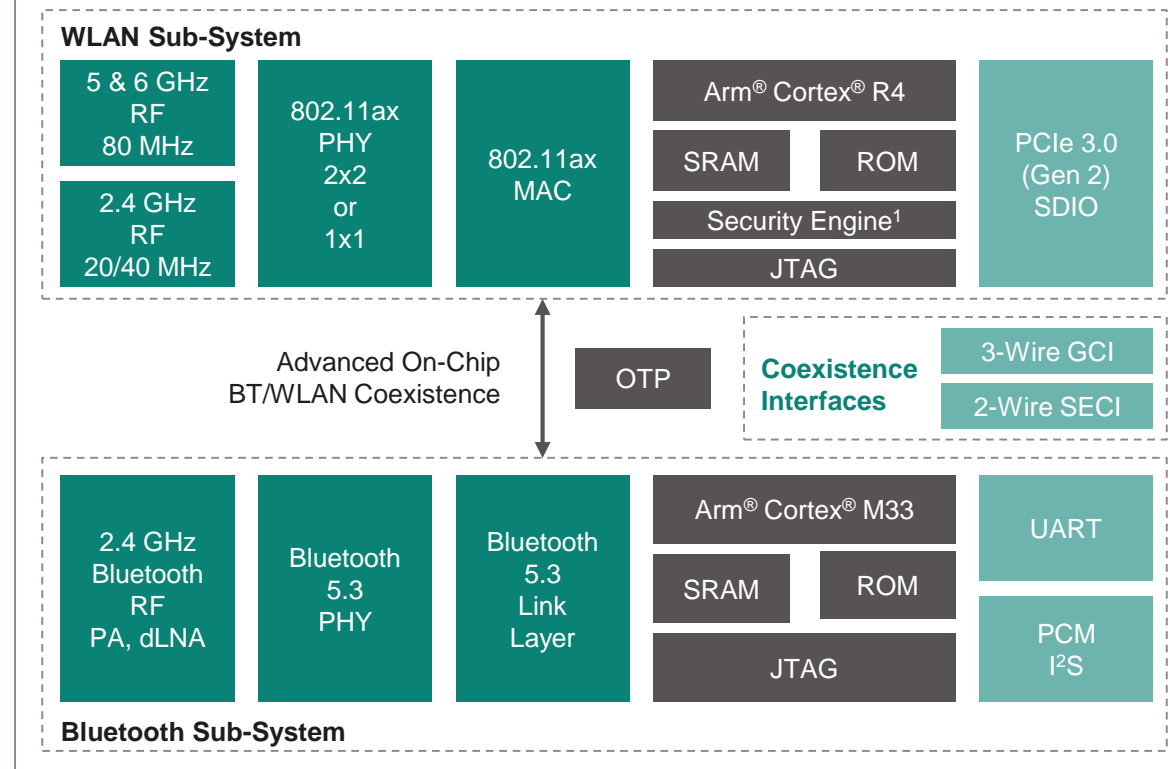 WLAN Sub-System
5 & 6 GHz
RF
80 MHz
2.4 GHz
RF
20/40 MHz
802.11ax
PHY
2x2
or
1x1
802.11ax
MAC
Arm® Cortex® R4
SRAM
ROM
Security Engine¹
JTAG
PCIe 3.0
(Gen 2)
SDIO
Advanced On-Chip
BT/WLAN Coexistence
OTP
Coexistence
Interfaces
3-Wire GCI
2-Wire SECI
2.4 GHz
Bluetooth
RF
PA, dLNA
Bluetooth
5.3
PHY
Bluetooth
5.3
Link
Layer
Arm® Cortex® M33
SRAM
ROM
JTAG
UART
PCM
I²S
Bluetooth Sub-System